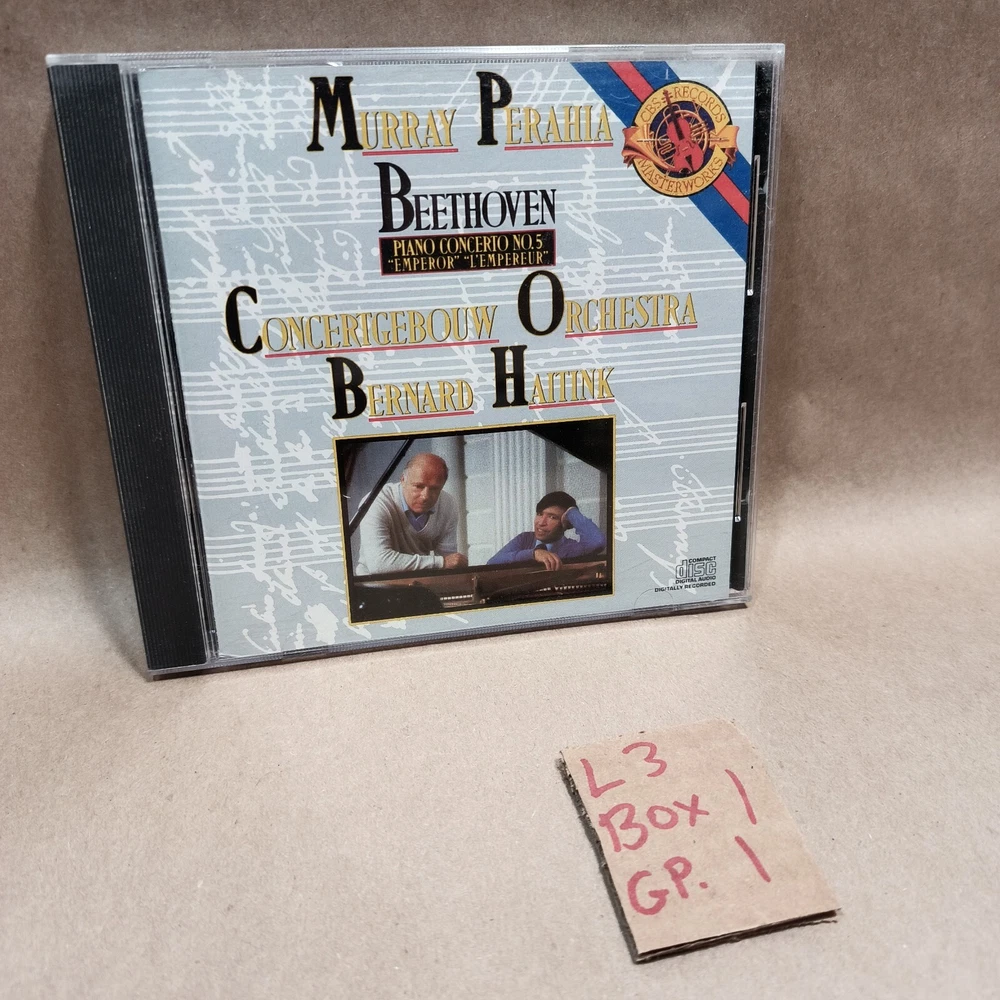 MURRAY PERAHIA
CBS RECORDS
MASTERWORKS
BEETHOVEN
PIANO CONCERTO NO. 5
"EMPEROR" "L'EMPEREUR"
CONCERTGEBOUW ORCHESTRA
BERNARD HAITINK
COMPACT
disc
DIGITAL AUDIO
DIGITALLY RECORDED
L 3
BOX 1
GP. 1